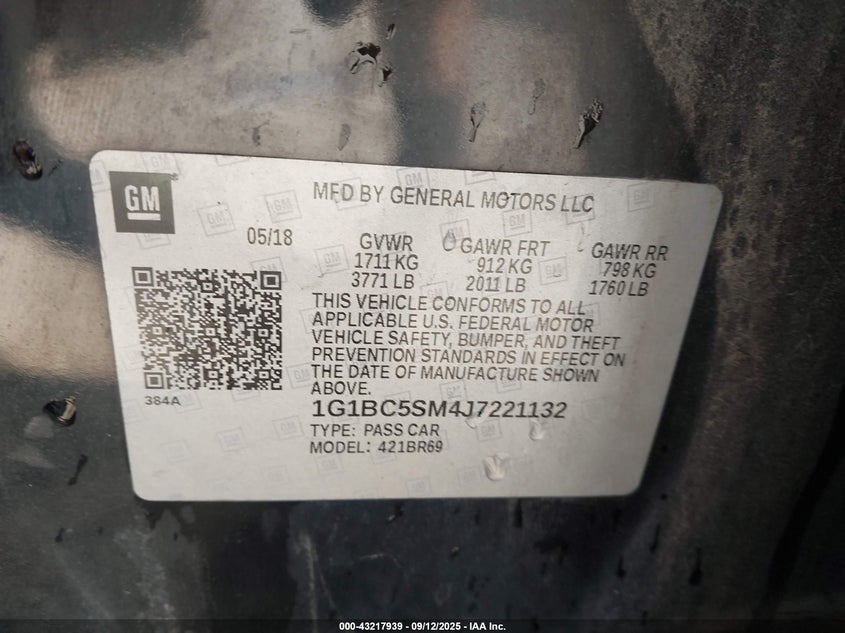 GM
MFD BY GENERAL MOTORS LLC
05/18
GVWR GAWR FRT GAWR RR
1711 KG 912 KG 798 KG
3771 LB 2011 LB 1760 LB
THIS VEHICLE CONFORMS TO ALL
APPLICABLE U.S. FEDERAL MOTOR
VEHICLE SAFETY, BUMPER, AND THEFT
PREVENTION STANDARDS IN EFFECT ON
THE DATE OF MANUFACTURE SHOWN
ABOVE.
384A
1G1BC5SM4J7221132
TYPE: PASS CAR
MODEL: 421BR69
000-43217939 - 09/12/2025 - IAA Inc.